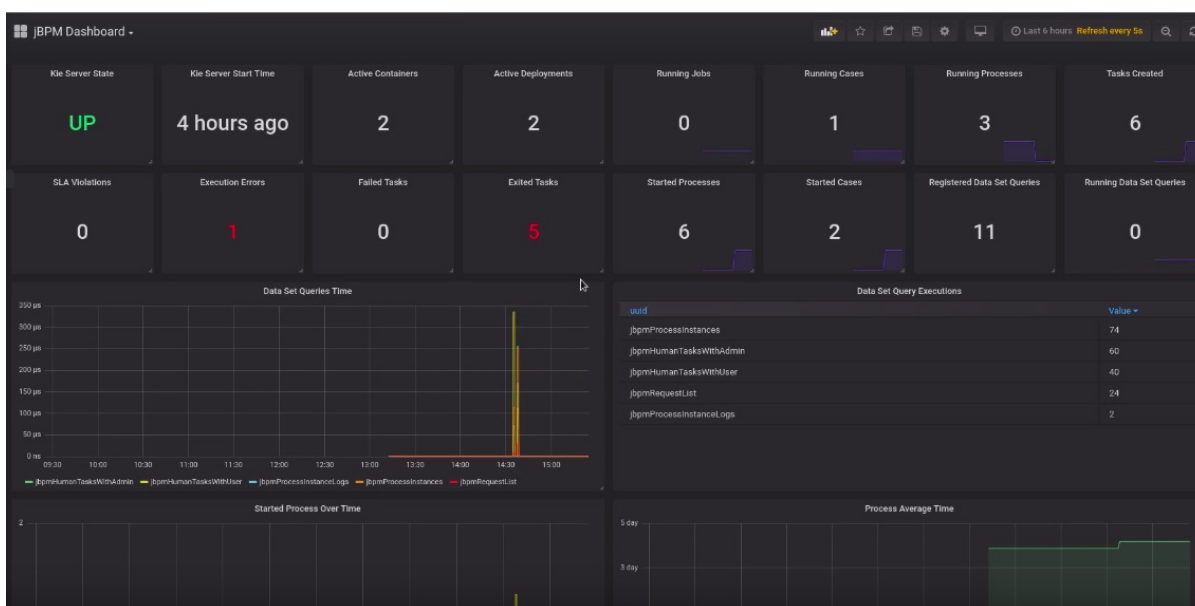 jBPM Dashboard
Last 6 hours Refresh every 5s
Kie Server State
UP
Kie Server Start Time
4 hours ago
Active Containers
2
Active Deployments
2
Running Jobs
0
Running Cases
1
Running Processes
3
Tasks Created
6
SLA Violations
0
Execution Errors
1
Failed Tasks
0
Exited Tasks
5
Started Processes
6
Started Cases
2
Registered Data Set Queries
11
Running Data Set Queries
0
Data Set Queries Time
350 µs
300 µs
250 µs
200 µs
150 µs
100 µs
50 µs
0 ns
09:30 10:00 10:30 11:00 11:30 12:00 12:30 13:00 13:30 14:00 14:30 15:00
jbpmHumanTasksWithAdmin jbpmHumanTasksWithUser jbpmProcessInstanceLogs jbpmProcessInstances jbpmRequestList
Data Set Query Executions
uuid Value
jbpmProcessInstances 74
jbpmHumanTasksWithAdmin 60
jbpmHumanTasksWithUser 40
jbpmRequestList 24
jbpmProcessInstanceLogs 2
Started Process Over Time
2
Process Average Time
5 day
3 day